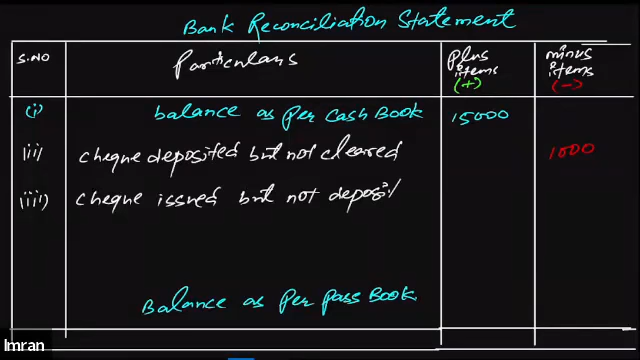 Bank Reconciliation Statement
S.NO Particulars plus items (+) minus items (-)
(i) balance as per Cash Book 15000
(ii) cheque deposited but not cleared 1000
(iii) cheque issued but not deposit
Balance as per pass Book
Imran